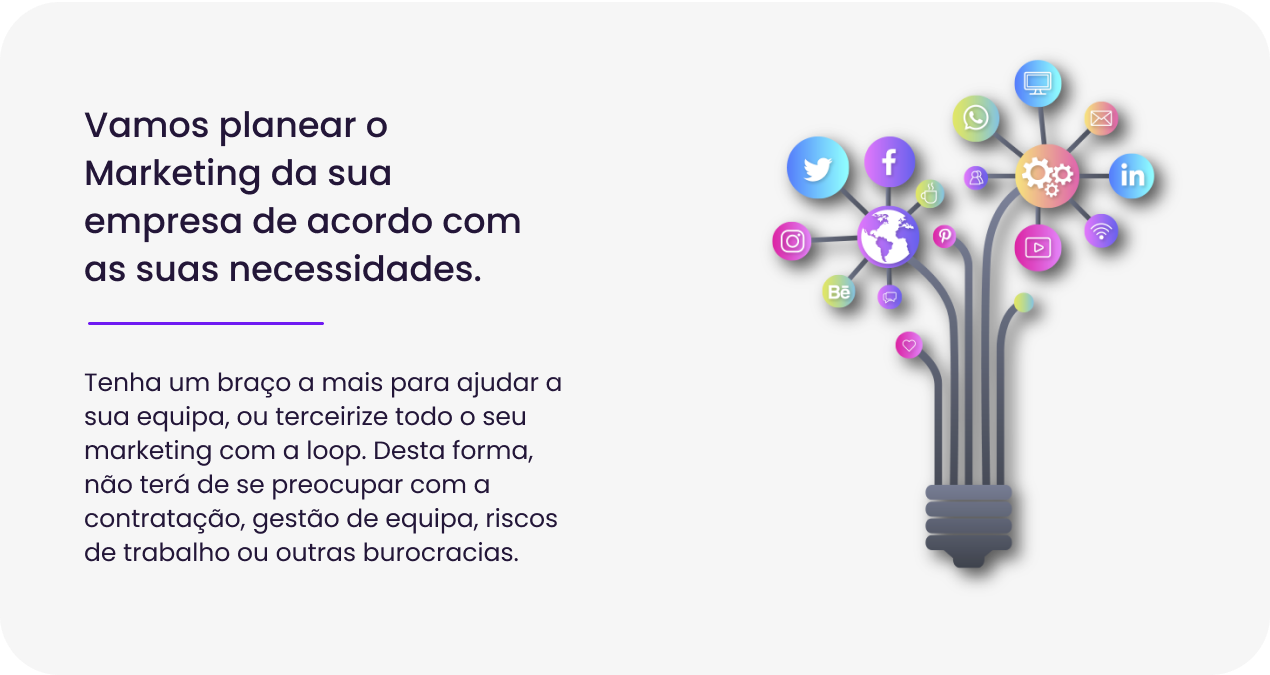 Vamos planear o
Marketing da sua
empresa de acordo com
as suas necessidades.
Tenha um braço a mais para ajudar a
sua equipa, ou terceirize todo o seu
marketing com a loop. Desta forma,
não terá de se preocupar com a
contratação, gestão de equipa, riscos
de trabalho ou outras burocracias.
Bē
in